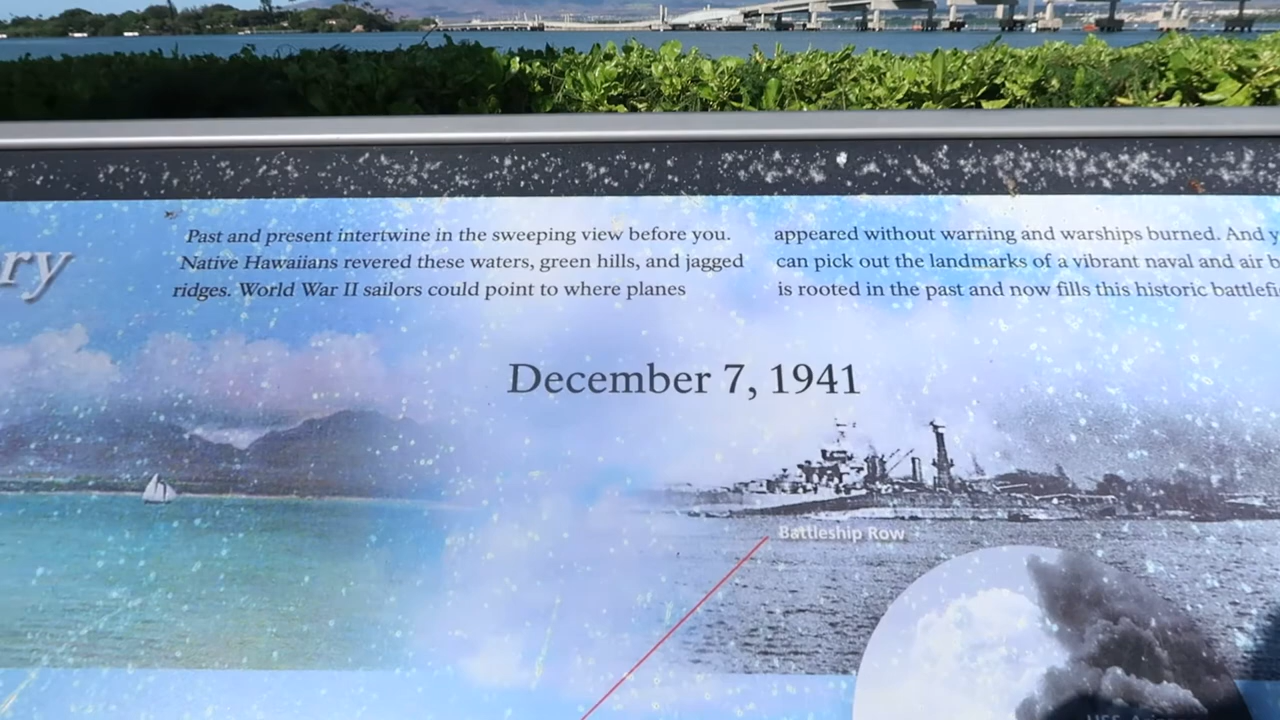 ry
Past and present intertwine in the sweeping view before you.
Native Hawaiians revered these waters, green hills, and jagged
ridges. World War II sailors could point to where planes
appeared without warning and warships burned. And y
can pick out the landmarks of a vibrant naval and air b
is rooted in the past and now fills this historic battlefi
December 7, 1941
Battleship Row